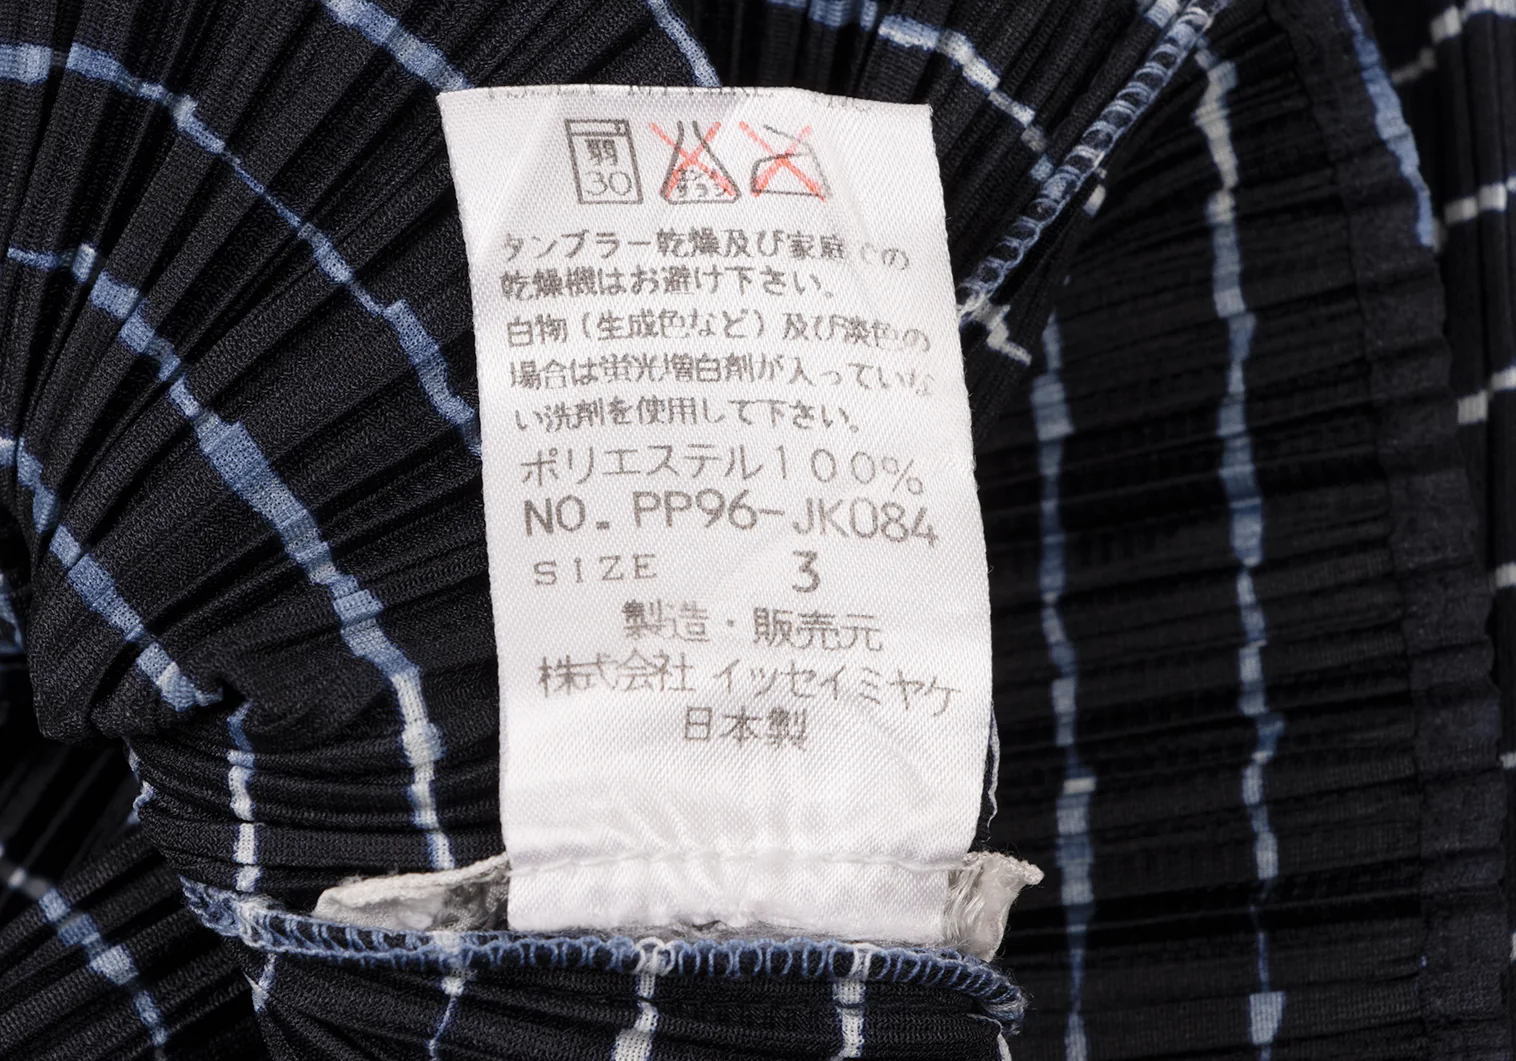 弱
30
タンブラー乾燥及び家庭での
乾燥機はお避け下さい。
白物（生成色など）及び淡色の
場合は蛍光増白剤が入っていな
い洗剤を使用して下さい。
ポリエステル100%
NO. PP96-JK084
SIZE 3
製造・販売元
株式会社 イッセイミヤケ
日本製